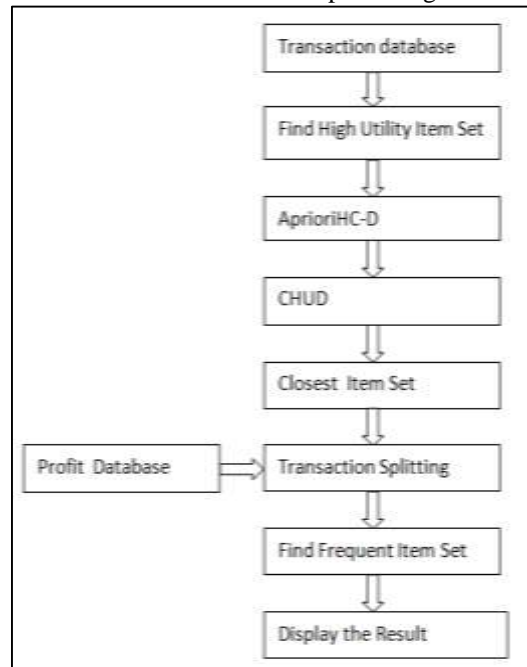 Transaction database
Find High Utility Item Set
AprioriHC-D
CHUD
Closest Item Set
Profit Database
Transaction Splitting
Find Frequent Item Set
Display the Result